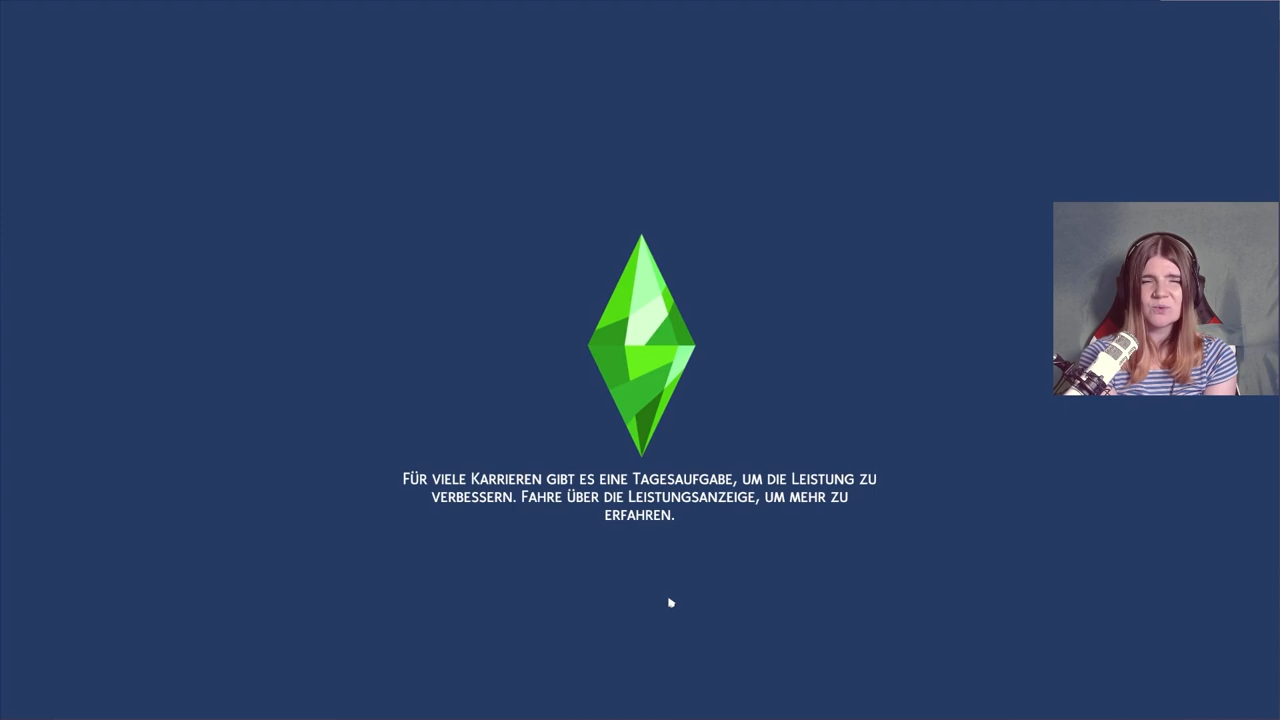 Für viele Karrieren gibt es eine Tagesaufgabe, um die Leistung zu
verbessern. Fahre über die Leistungsanzeige, um mehr zu
erfahren.